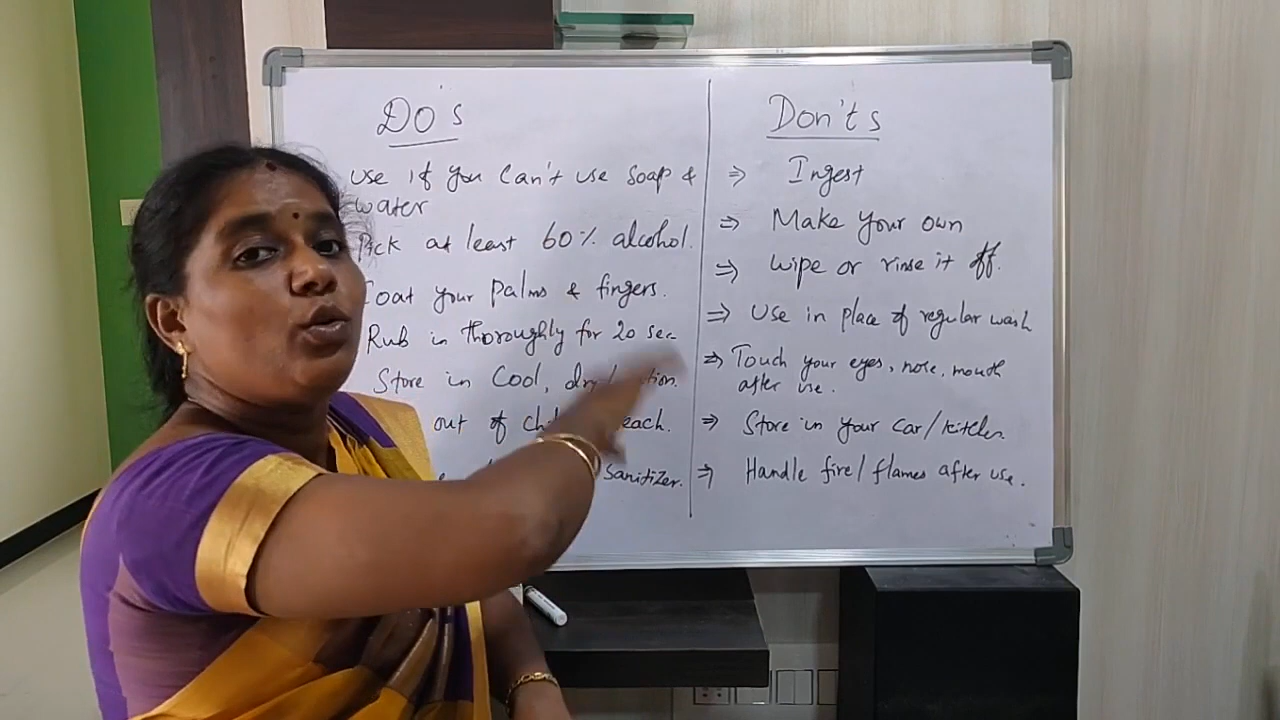 Do's
use if you can't use soap &
water
Pick at least 60% alcohol.
Coat your palms & fingers.
Rub in thoroughly for 20 sec
Store in Cool, dry
out of
Sanitizer.
Don'ts
⇒ Ingest
⇒ Make your own
⇒ Wipe or rinse it off.
⇒ Use in place of regular wash
⇒ Touch your eyes, nose, mouth
after use.
⇒ Store in your car/kitchen.
⇒ Handle fire/flames after use.